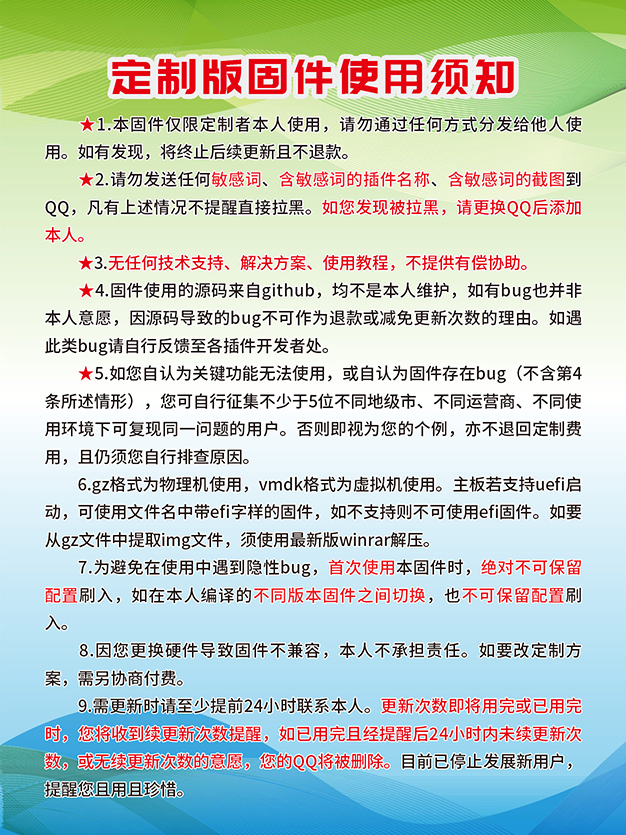 定制版固件使用须知
★1.本固件仅限定制者本人使用，请勿通过任何方式分发给他人使
用。如有发现，将终止后续更新且不退款。
★2.请勿发送任何敏感词、含敏感词的插件名称、含敏感词的截图到
QQ，凡有上述情况不提醒直接拉黑。如您发现被拉黑，请更换QQ后添加
本人。
★3.无任何技术支持、解决方案、使用教程，不提供有偿协助。
★4.固件使用的源码来自github，均不是本人维护，如有bug也并非
本人意愿，因源码导致的bug不可作为退款或减免更新次数的理由。如遇
此类bug请自行反馈至各插件开发者处。
★5.如您自认为关键功能无法使用，或自认为固件存在bug（不含第4
条所述情形），您可自行征集不少于5位不同地级市、不同运营商、不同使
用环境下可复现同一问题的用户。否则即视为您的个例，亦不退回定制费
用，且仍须您自行排查原因。
6.gz格式为物理机使用，vmdk格式为虚拟机使用。主板若支持uefi启
动，可使用文件名中带efi字样的固件，如不支持则不可使用efi固件。如要
从gz文件中提取img文件，须使用最新版winrar解压。
7.为避免在使用中遇到隐性bug，首次使用本固件时，绝对不可保留
配置刷入，如在本人编译的不同版本固件之间切换，也不可保留配置刷
入。
8.因您更换硬件导致固件不兼容，本人不承担责任。如要改定制方
案，需另协商付费。
9.需更新时请至少提前24小时联系本人。更新次数即将用完或已用完
时，您将收到续更新次数提醒，如已用完且经提醒后24小时内未续更新次
数，或无续更新次数的意愿，您的QQ将被删除。目前已停止发展新用户，
提醒您且用且珍惜。